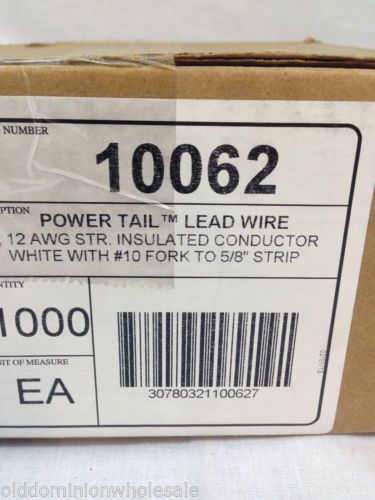 NUMBER
10062
PTION
POWER TAIL™ LEAD WIRE
, 12 AWG STR. INSULATED CONDUCTOR
WHITE WITH #10 FORK TO 5/8" STRIP
NTITY
1000
NIT OF MEASURE
EA
30780321100627
olddominionwholesale